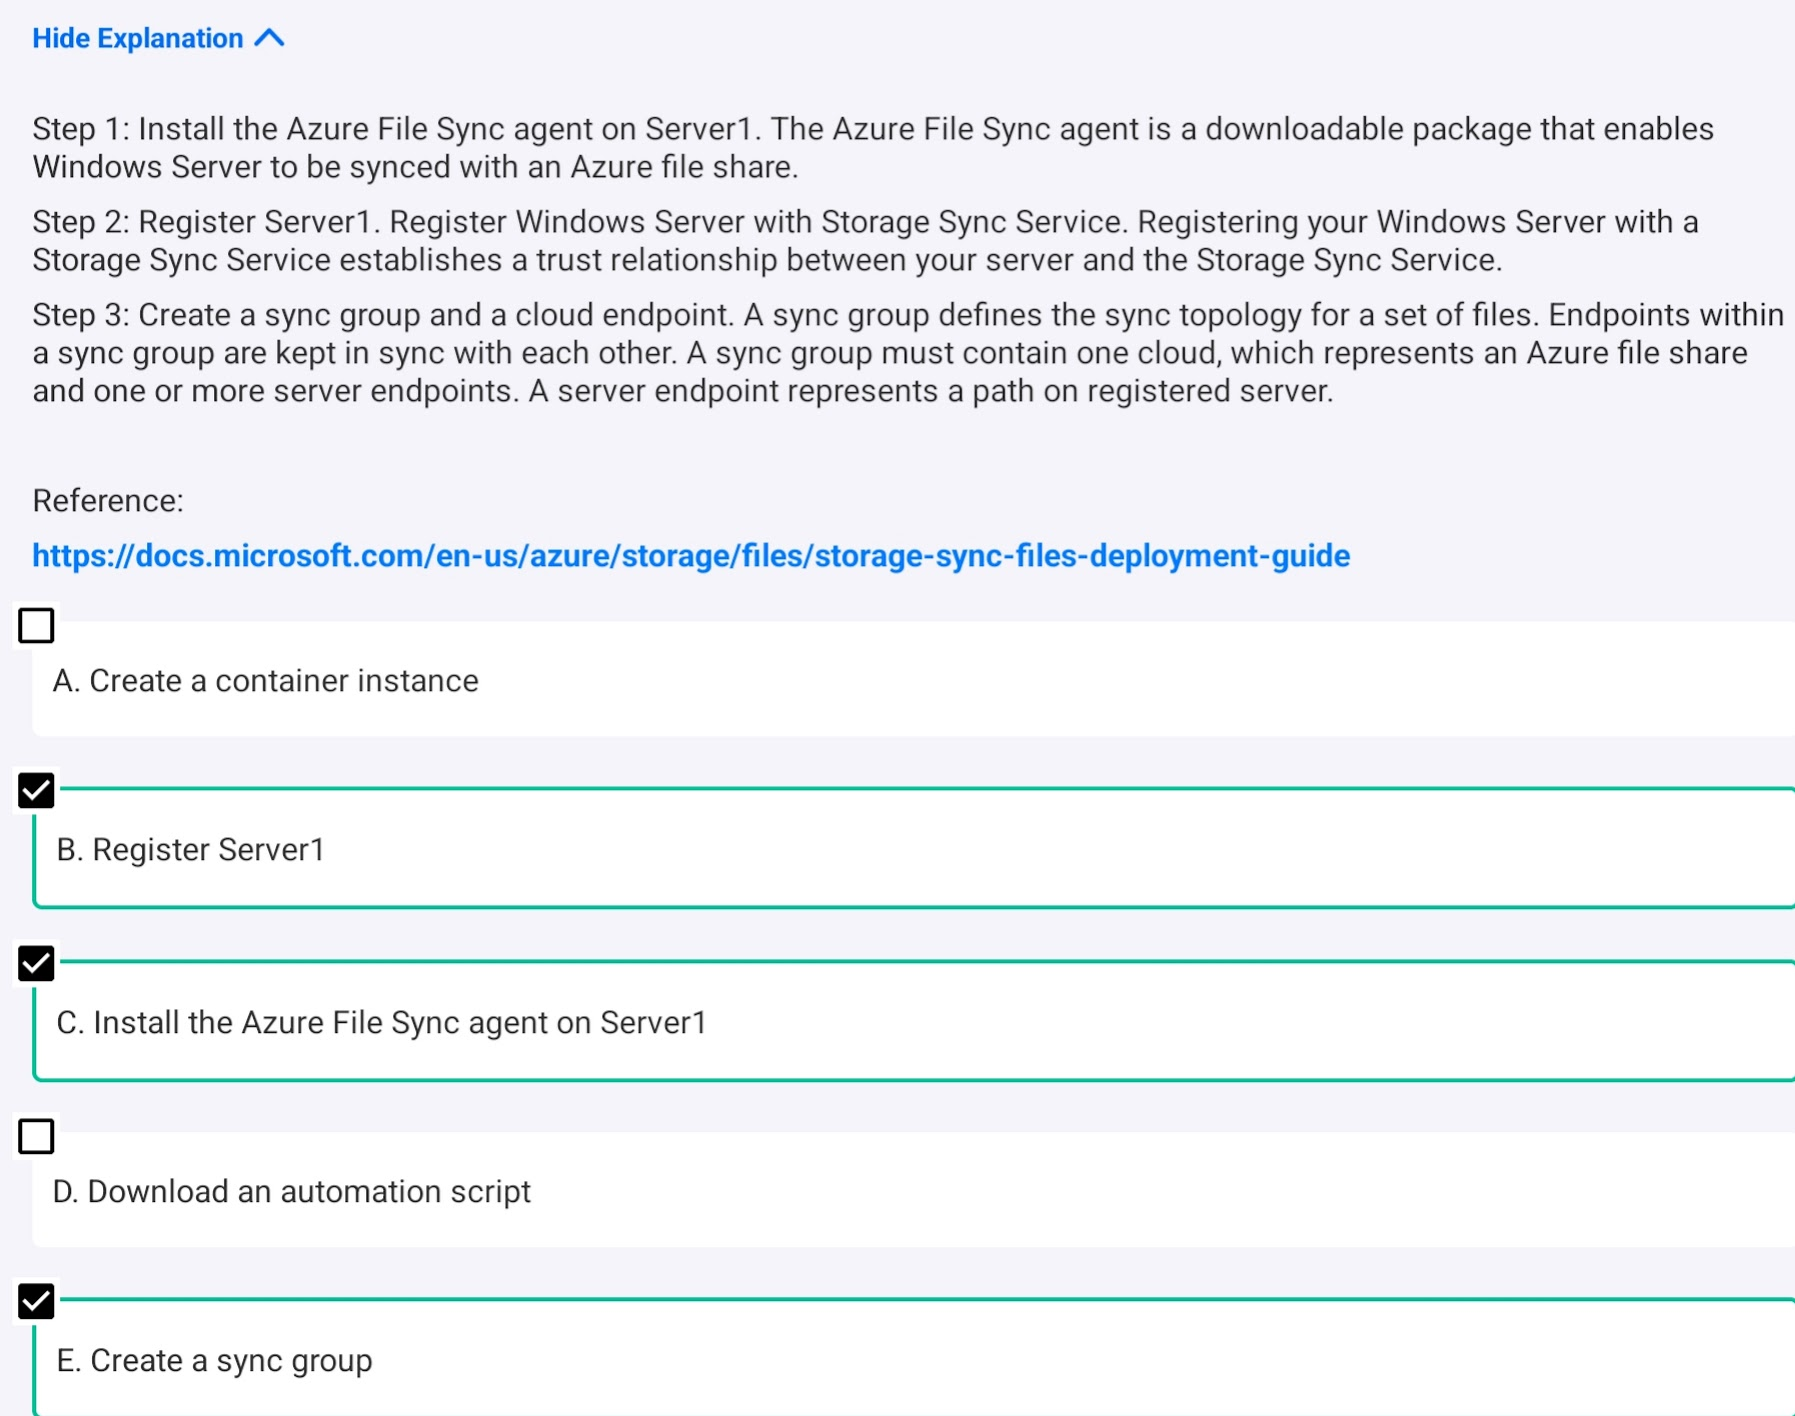 Hide Explanation
Step 1: Install the Azure File Sync agent on Server1. The Azure File Sync agent is a downloadable package that enables
Windows Server to be synced with an Azure file share.
Step 2: Register Server1. Register Windows Server with Storage Sync Service. Registering your Windows Server with a
Storage Sync Service establishes a trust relationship between your server and the Storage Sync Service.
Step 3: Create a sync group and a cloud endpoint. A sync group defines the sync topology for a set of files. Endpoints within
a sync group are kept in sync with each other. A sync group must contain one cloud, which represents an Azure file share
and one or more server endpoints. A server endpoint represents a path on registered server.
Reference:
https://docs.microsoft.com/en-us/azure/storage/files/storage-sync-files-deployment-guide
A. Create a container instance
B. Register Server1
C. Install the Azure File Sync agent on Server1
D. Download an automation script
E. Create a sync group